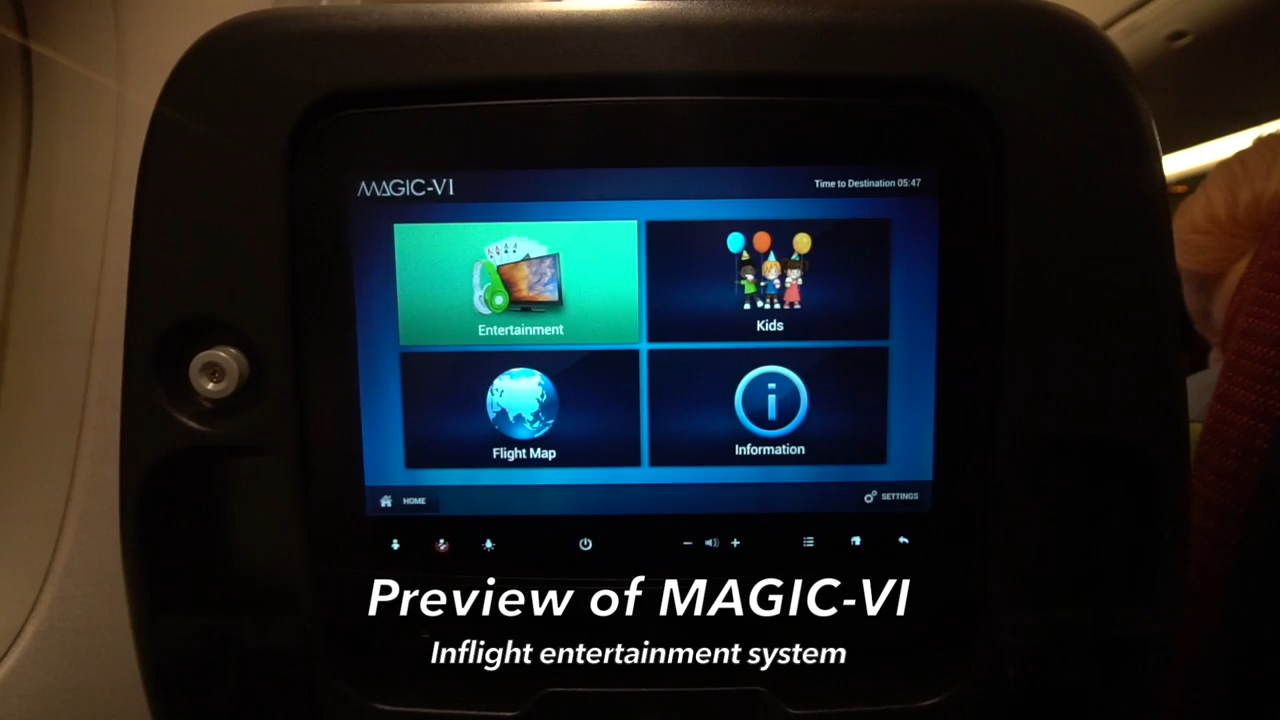 MAGIC-VI
Time to Destination 05:47
Entertainment
Kids
Flight Map
Information
HOME
SETTINGS
Preview of MAGIC-VI
Inflight entertainment system